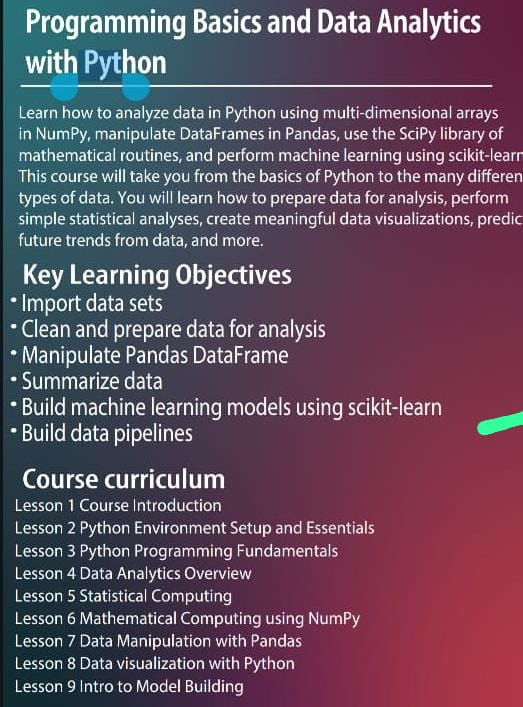 Programming Basics and Data Analytics
with Python
Learn how to analyze data in Python using multi-dimensional arrays
in NumPy, manipulate DataFrames in Pandas, use the SciPy library of
mathematical routines, and perform machine learning using scikit-learn
This course will take you from the basics of Python to the many differen
types of data. You will learn how to prepare data for analysis, perform
simple statistical analyses, create meaningful data visualizations, predic
future trends from data, and more.
Key Learning Objectives
• Import data sets
• Clean and prepare data for analysis
• Manipulate Pandas DataFrame
• Summarize data
• Build machine learning models using scikit-learn
• Build data pipelines
Course curriculum
Lesson 1 Course Introduction
Lesson 2 Python Environment Setup and Essentials
Lesson 3 Python Programming Fundamentals
Lesson 4 Data Analytics Overview
Lesson 5 Statistical Computing
Lesson 6 Mathematical Computing using NumPy
Lesson 7 Data Manipulation with Pandas
Lesson 8 Data visualization with Python
Lesson 9 Intro to Model Building